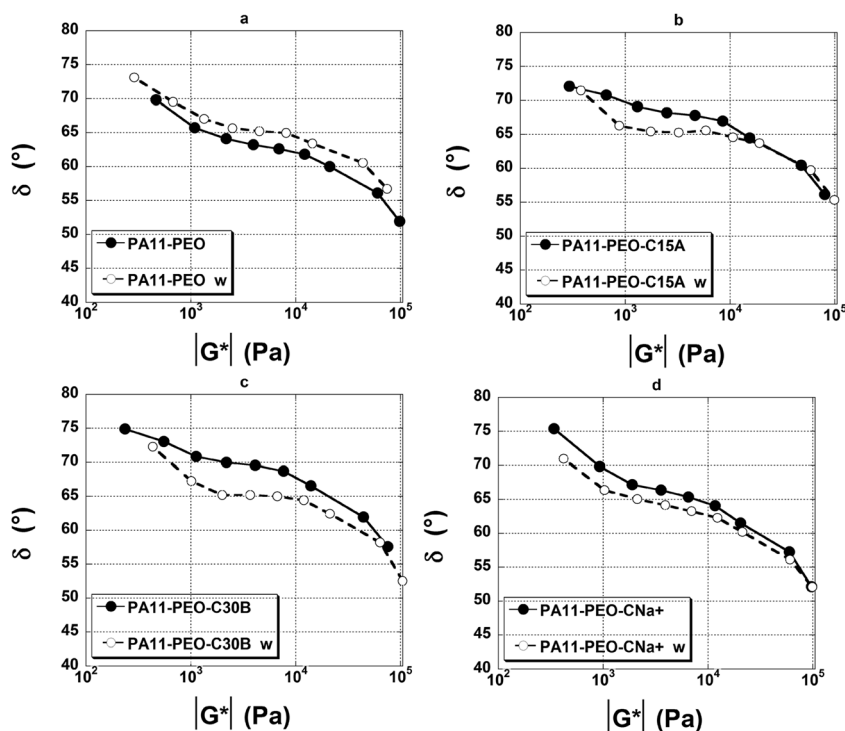 a
80
75
70
65
60
55
50
45
40
δ (°)
PA11-PEO
PA11-PEO w
10² 10³ 10⁴ 10⁵
|G*| (Pa)
b
80
75
70
65
60
55
50
45
40
δ (°)
PA11-PEO-C15A
PA11-PEO-C15A w
10² 10³ 10⁴ 10⁵
|G*| (Pa)
c
80
75
70
65
60
55
50
45
40
δ (°)
PA11-PEO-C30B
PA11-PEO-C30B w
10² 10³ 10⁴ 10⁵
|G*| (Pa)
d
80
75
70
65
60
55
50
45
40
δ (°)
PA11-PEO-CNa+
PA11-PEO-CNa+ w
10² 10³ 10⁴ 10⁵
|G*| (Pa)